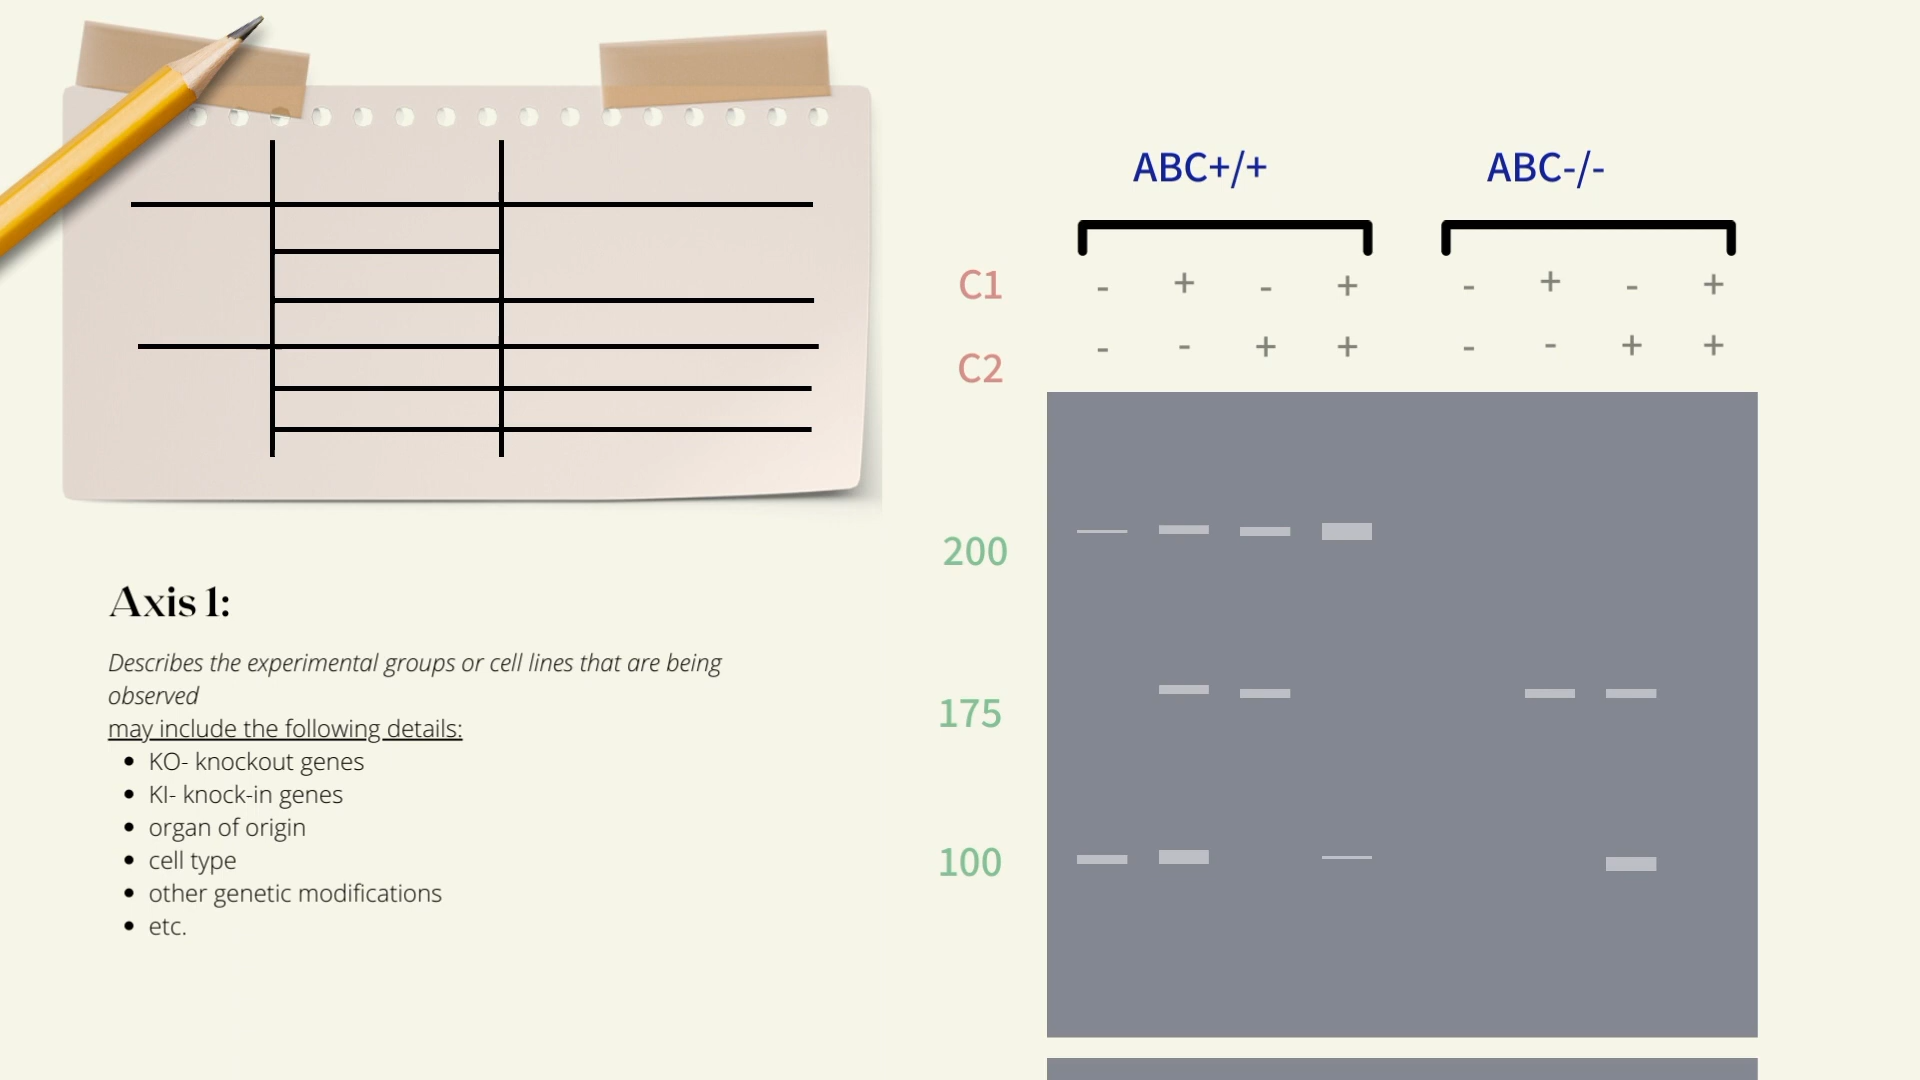 ABC+/+ ABC-/-
C1 - + - + - + - +
C2 - - + + - - + +
200
175
100
Axis 1:
Describes the experimental groups or cell lines that are being
observed
may include the following details:
• KO- knockout genes
• KI- knock-in genes
• organ of origin
• cell type
• other genetic modifications
• etc.